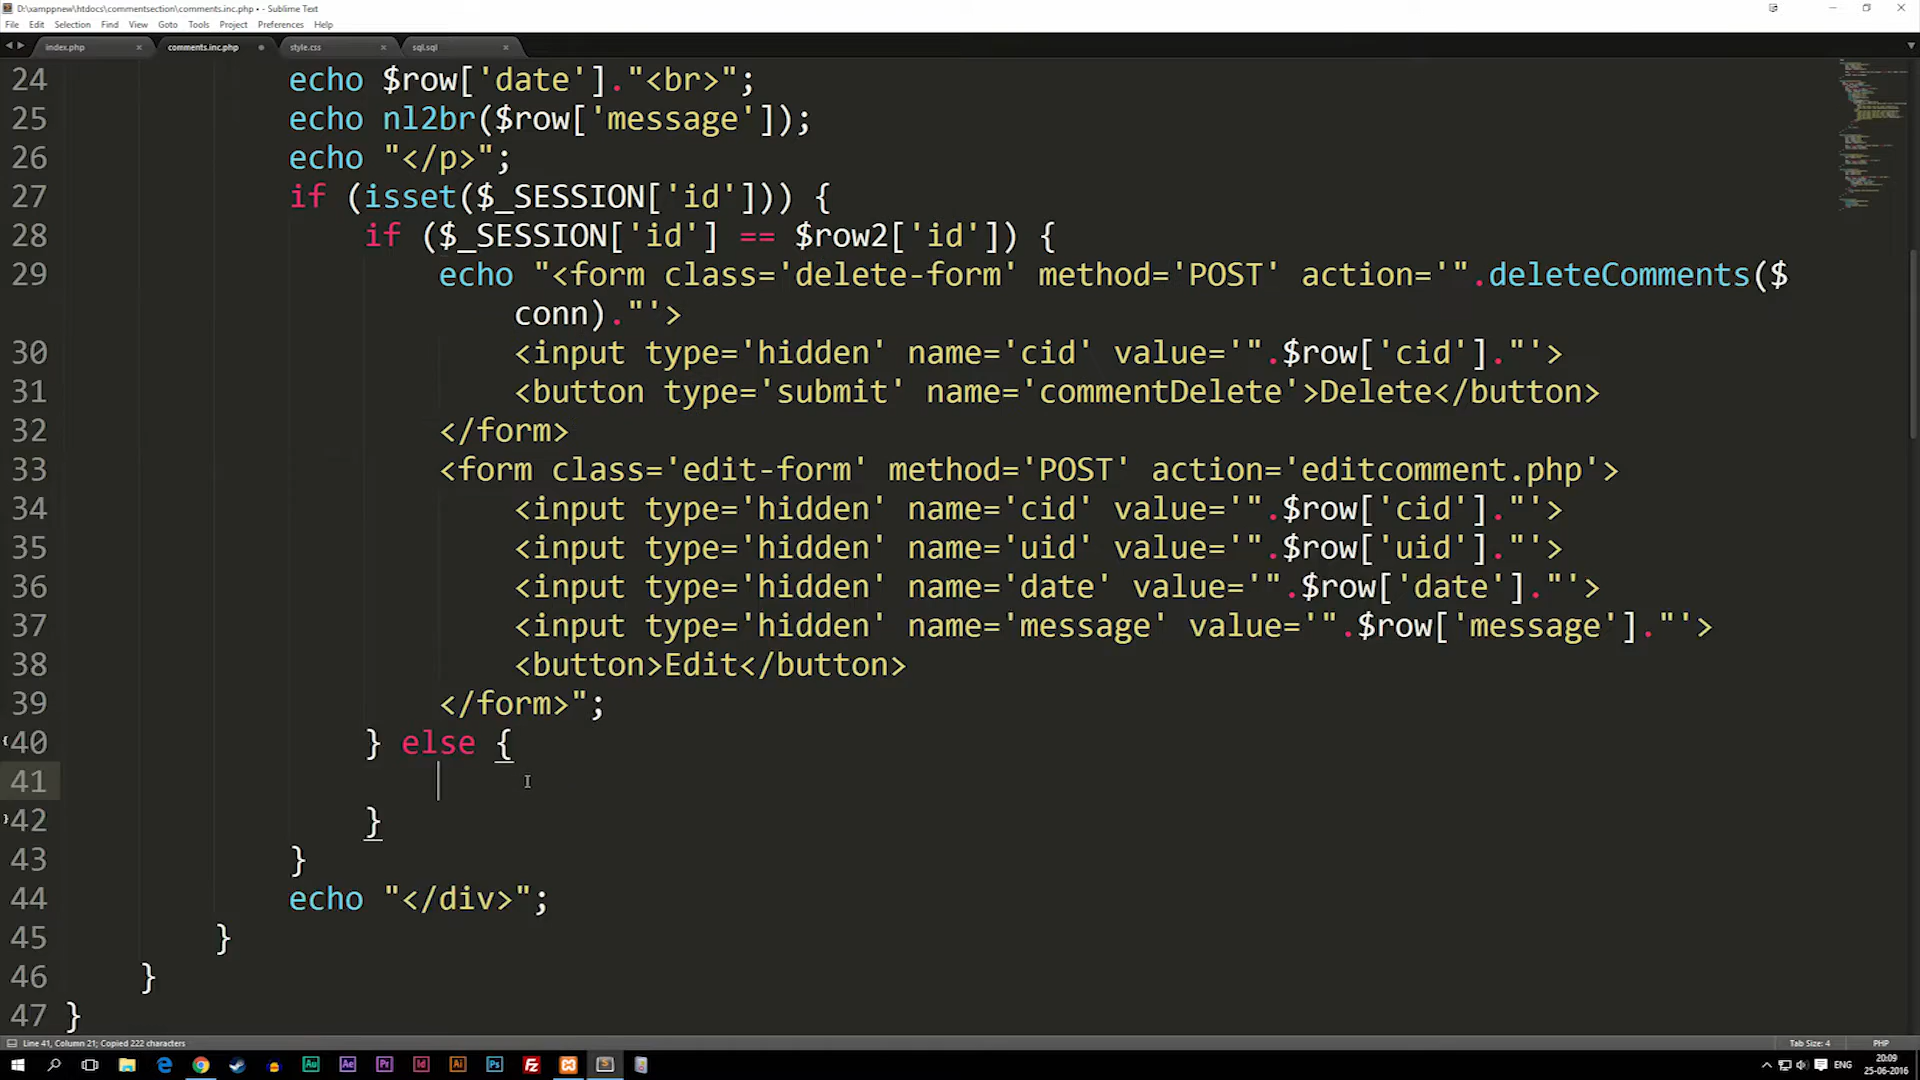 D:\xamppnew\htdocs\commentsection\comments.inc.php • - Sublime Text
File Edit Selection Find View Goto Tools Project Preferences Help
index.php comments.inc.php style.css sql.sql
24 echo $row['date']."<br>";
25 echo nl2br($row['message']);
26 echo "</p>";
27 if (isset($_SESSION['id'])) {
28 if ($_SESSION['id'] == $row2['id']) {
29 echo "<form class='delete-form' method='POST' action='".deleteComments($
conn)."'>
30 <input type='hidden' name='cid' value='".$row['cid']."'>
31 <button type='submit' name='commentDelete'>Delete</button>
32 </form>
33 <form class='edit-form' method='POST' action='editcomment.php'>
34 <input type='hidden' name='cid' value='".$row['cid']."'>
35 <input type='hidden' name='uid' value='".$row['uid']."'>
36 <input type='hidden' name='date' value='".$row['date']."'>
37 <input type='hidden' name='message' value='".$row['message']."'>
38 <button>Edit</button>
39 </form>";
40 } else {
41
42 }
43 }
44 echo "</div>";
45 }
46 }
47 }
Line 41, Column 21; Copied 222 characters Tab Size: 4 PHP
Au Ae Pr Id Ai Ps Fz S ENG 20:09
25-06-2016